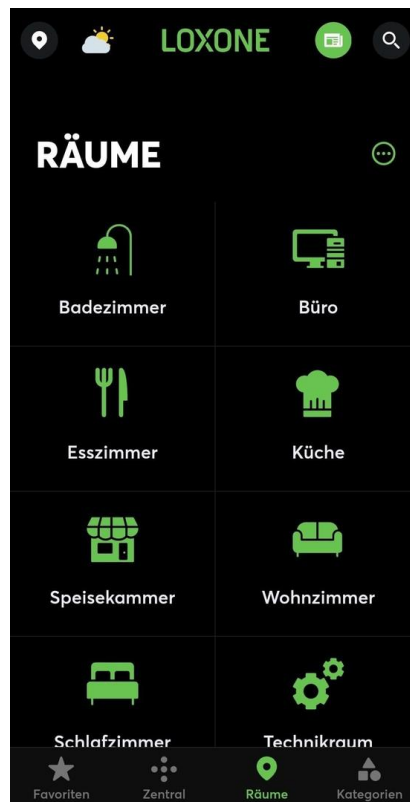 LOXONE
RÄUME
Badezimmer
Büro
Esszimmer
Küche
Speisekammer
Wohnzimmer
Schlafzimmer
Technikraum
Favoriten
Zentral
Räume
Kategorien